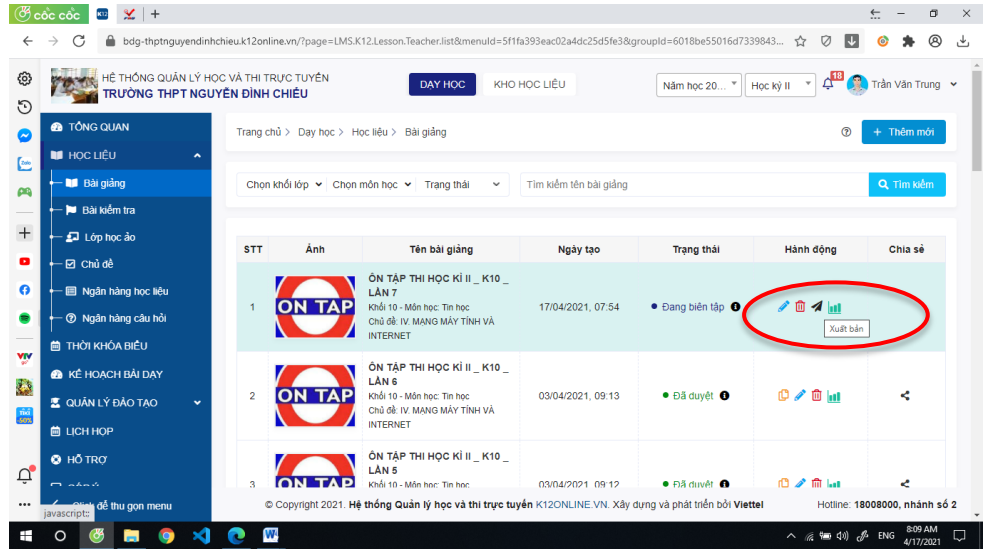 cốc cốc K12
bdg-thptnguyendinhchieu.k12online.vn/?page=LMS.K12.Lesson.Teacher.list&menuId=5f1fa393eac02a4dc25d5fe3&groupId=6018be55016d7339843...
HỆ THỐNG QUẢN LÝ HỌC VÀ THI TRỰC TUYẾN
TRƯỜNG THPT NGUYỄN ĐÌNH CHIỂU
DẠY HỌC KHO HỌC LIỆU
Năm học 20... Học kỳ II 18 Trần Văn Trung
TỔNG QUAN
HỌC LIỆU
Bài giảng
Bài kiểm tra
Lớp học ảo
Chủ đề
Ngân hàng học liệu
Ngân hàng câu hỏi
THỜI KHÓA BIỂU
KẾ HOẠCH BÀI DẠY
QUẢN LÝ ĐÀO TẠO
LỊCH HỌP
HỖ TRỢ
để thu gọn menu
javascript:;
Zalo
VTV
TIKI
-50%
Trang chủ > Dạy học > Học liệu > Bài giảng
+ Thêm mới
Chọn khối lớp Chọn môn học Trạng thái Tìm kiếm tên bài giảng Tìm kiếm
STT Ảnh Tên bài giảng Ngày tạo Trạng thái Hành động Chia sẻ
1 ON TAP
ÔN TẬP THI HỌC KÌ II _ K10 _
LẦN 7
Khối 10 - Môn học: Tin học
Chủ đề: IV. MẠNG MÁY TÍNH VÀ
INTERNET
17/04/2021, 07:54 Đang biên tập
Xuất bản
2 ON TAP
ÔN TẬP THI HỌC KÌ II _ K10 _
LẦN 6
Khối 10 - Môn học: Tin học
Chủ đề: IV. MẠNG MÁY TÍNH VÀ
INTERNET
03/04/2021, 09:13 Đã duyệt
3 ON TAP
ÔN TẬP THI HỌC KÌ II _ K10 _
LẦN 5
Khối 10 - Môn học: Tin học
03/04/2021, 09:12 Đã duyệt
© Copyright 2021. Hệ thống Quản lý học và thi trực tuyến K12ONLINE.VN. Xây dựng và phát triển bởi Viettel
Hotline: 18008000, nhánh số 2
ENG 8:09 AM
4/17/2021